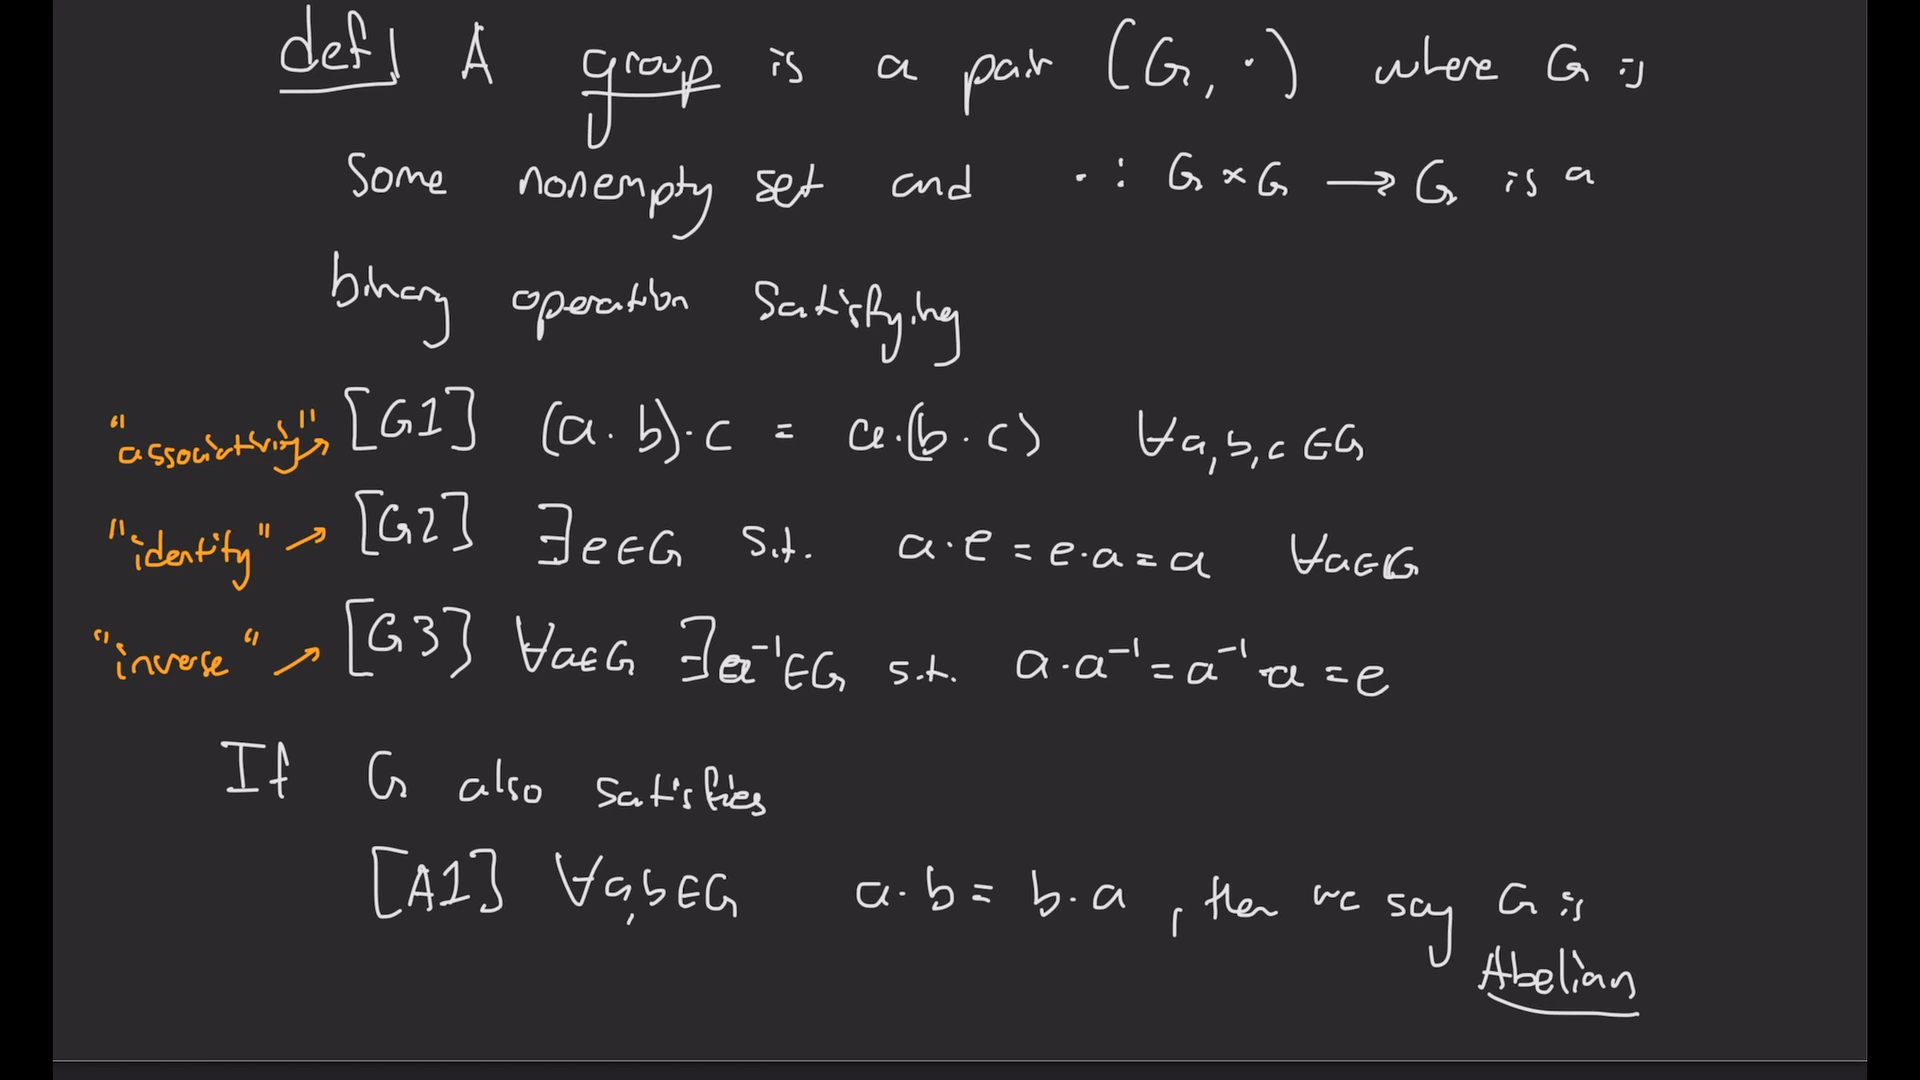 def] A group is a pair (G, ·) where G is
some nonempty set and · : G × G → G is a
binary operation satisfying
"associativity" → [G1] (a · b) · c = a · (b · c) ∀a, b, c ∈ G
"identity" → [G2] ∃e∈G s.t. a · e = e · a = a ∀a∈G
"inverse" → [G3] ∀a∈G ∃a⁻¹∈G s.t. a · a⁻¹ = a⁻¹ · a = e
If G also satisfies
[A1] ∀a,b∈G a · b = b · a , then we say G is
Abelian